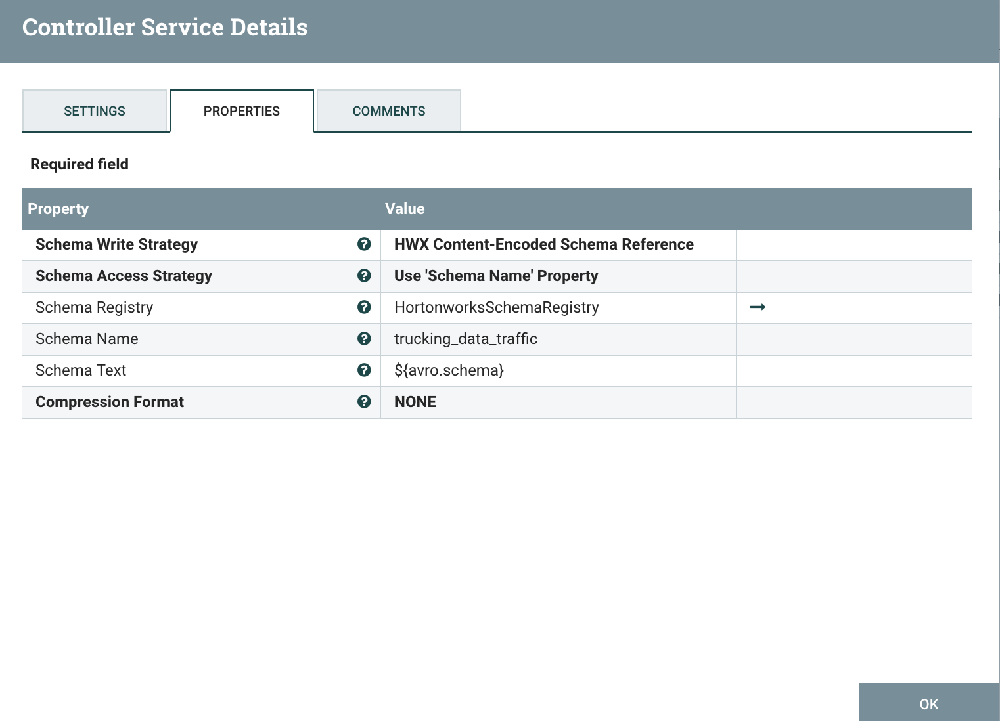 Controller Service Details
SETTINGS PROPERTIES COMMENTS
Required field
Property Value
Schema Write Strategy HWX Content-Encoded Schema Reference
Schema Access Strategy Use 'Schema Name' Property
Schema Registry HortonworksSchemaRegistry
Schema Name trucking_data_traffic
Schema Text ${avro.schema}
Compression Format NONE
OK